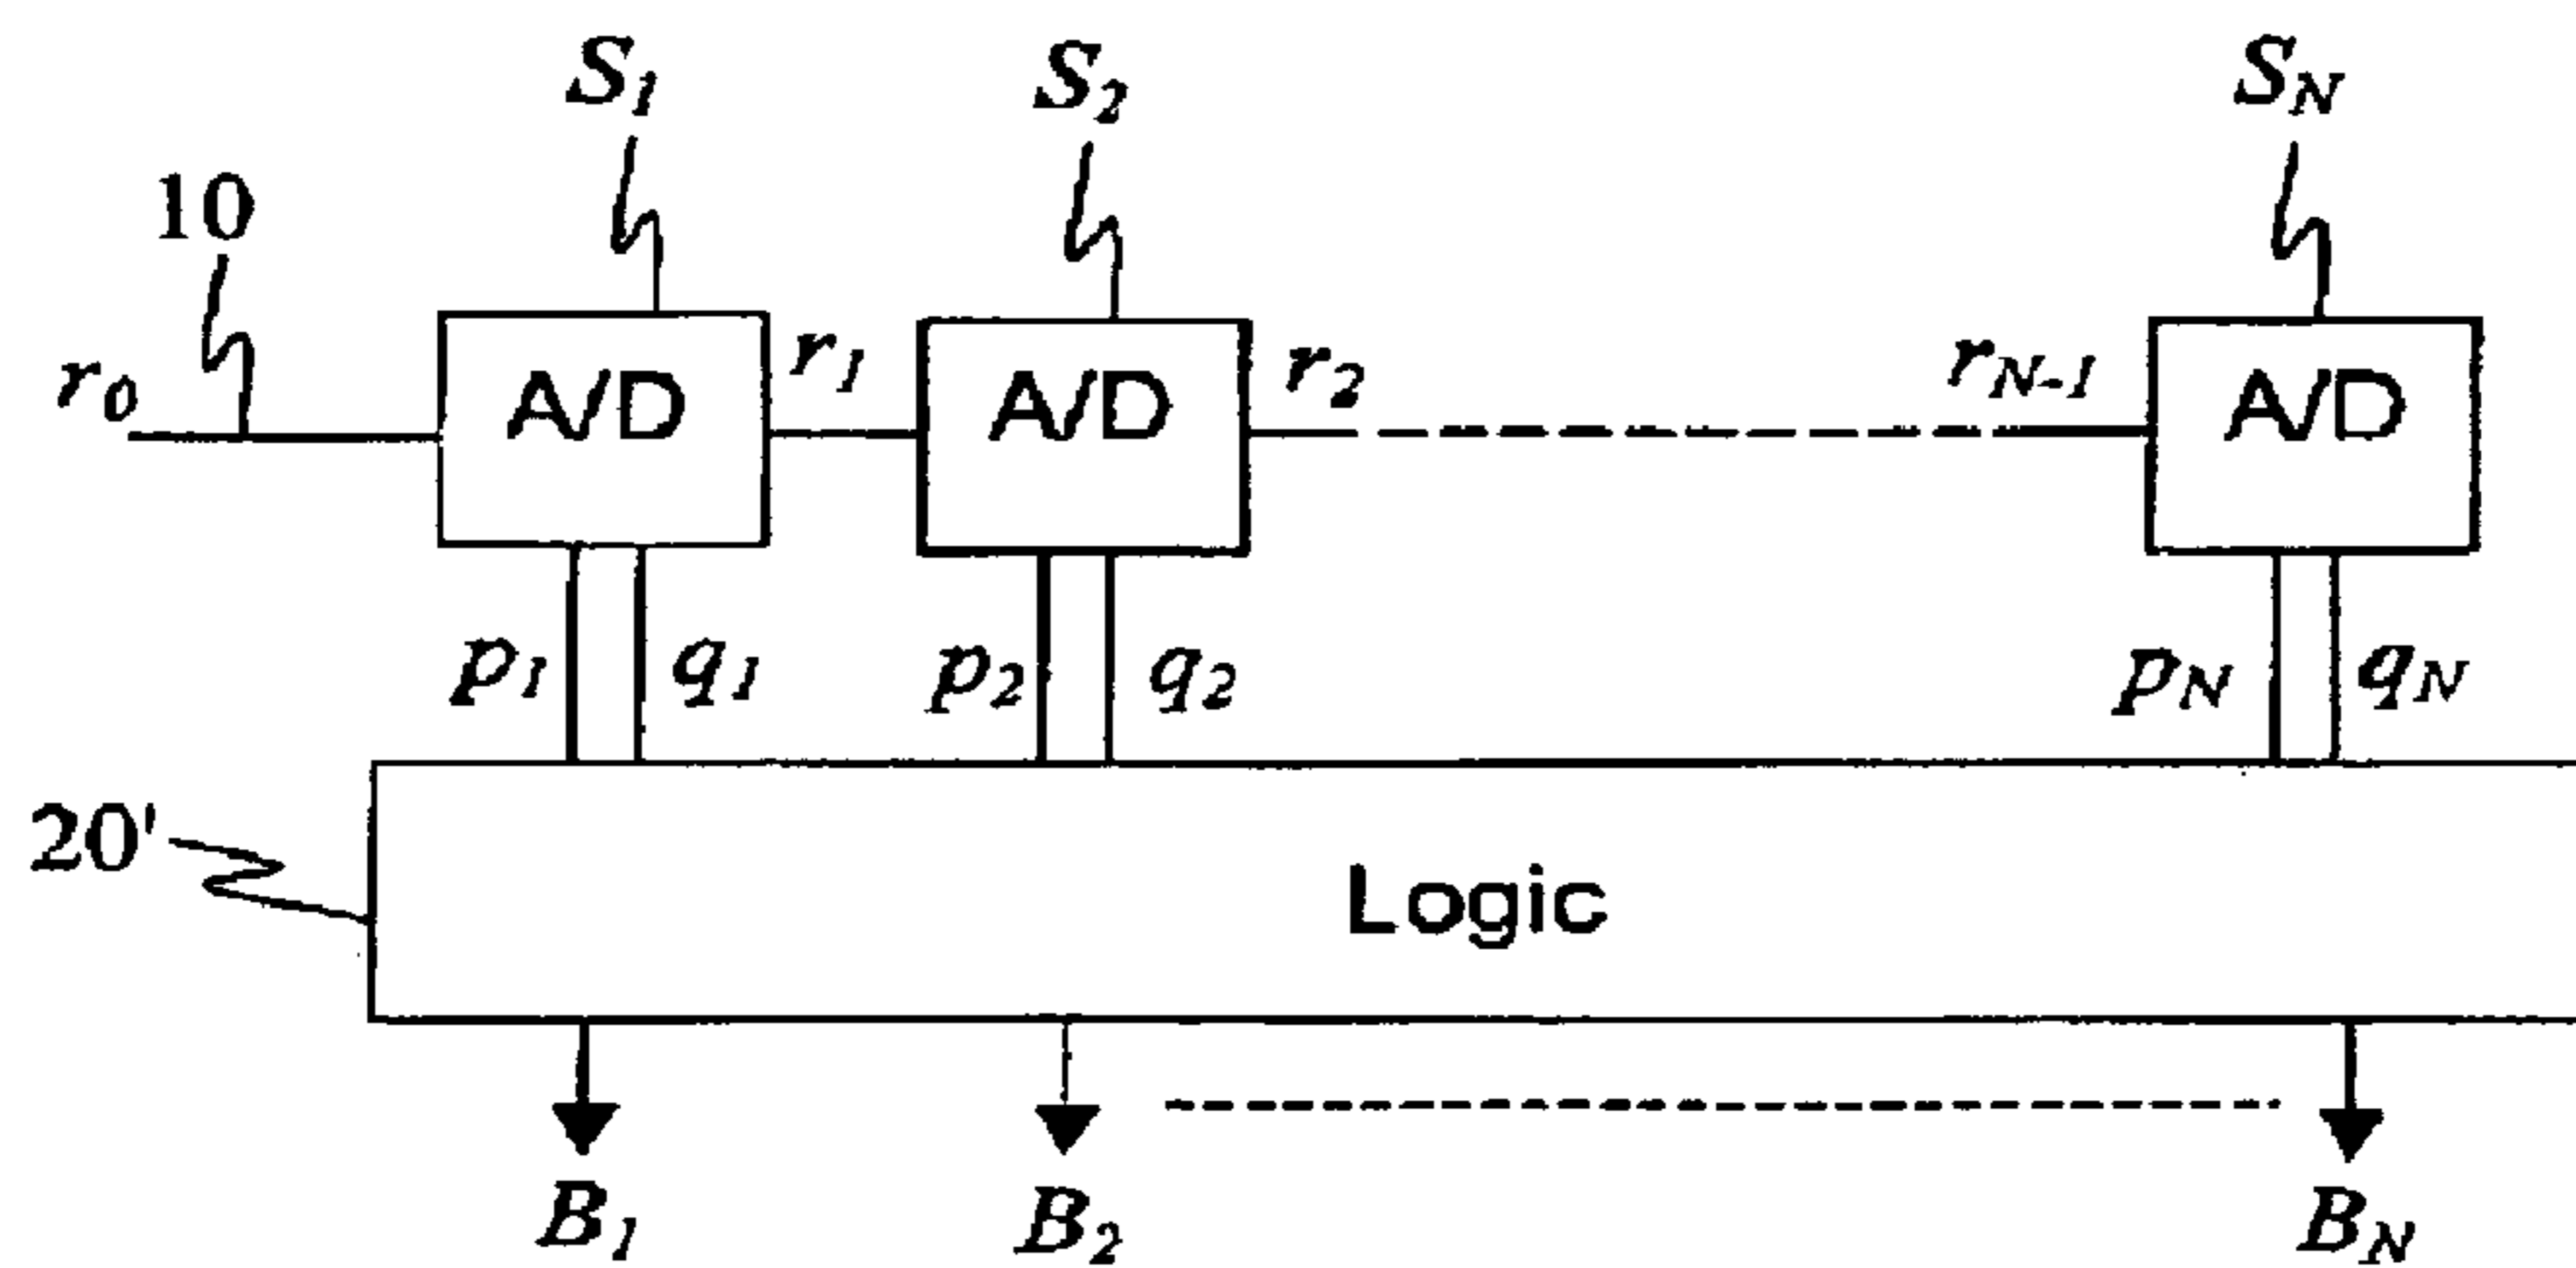 S1 S2 SN
10
r0 A/D r1 A/D r2 rN-1 A/D
p1 q1 p2 q2 pN qN
20' Logic
B1 B2 BN